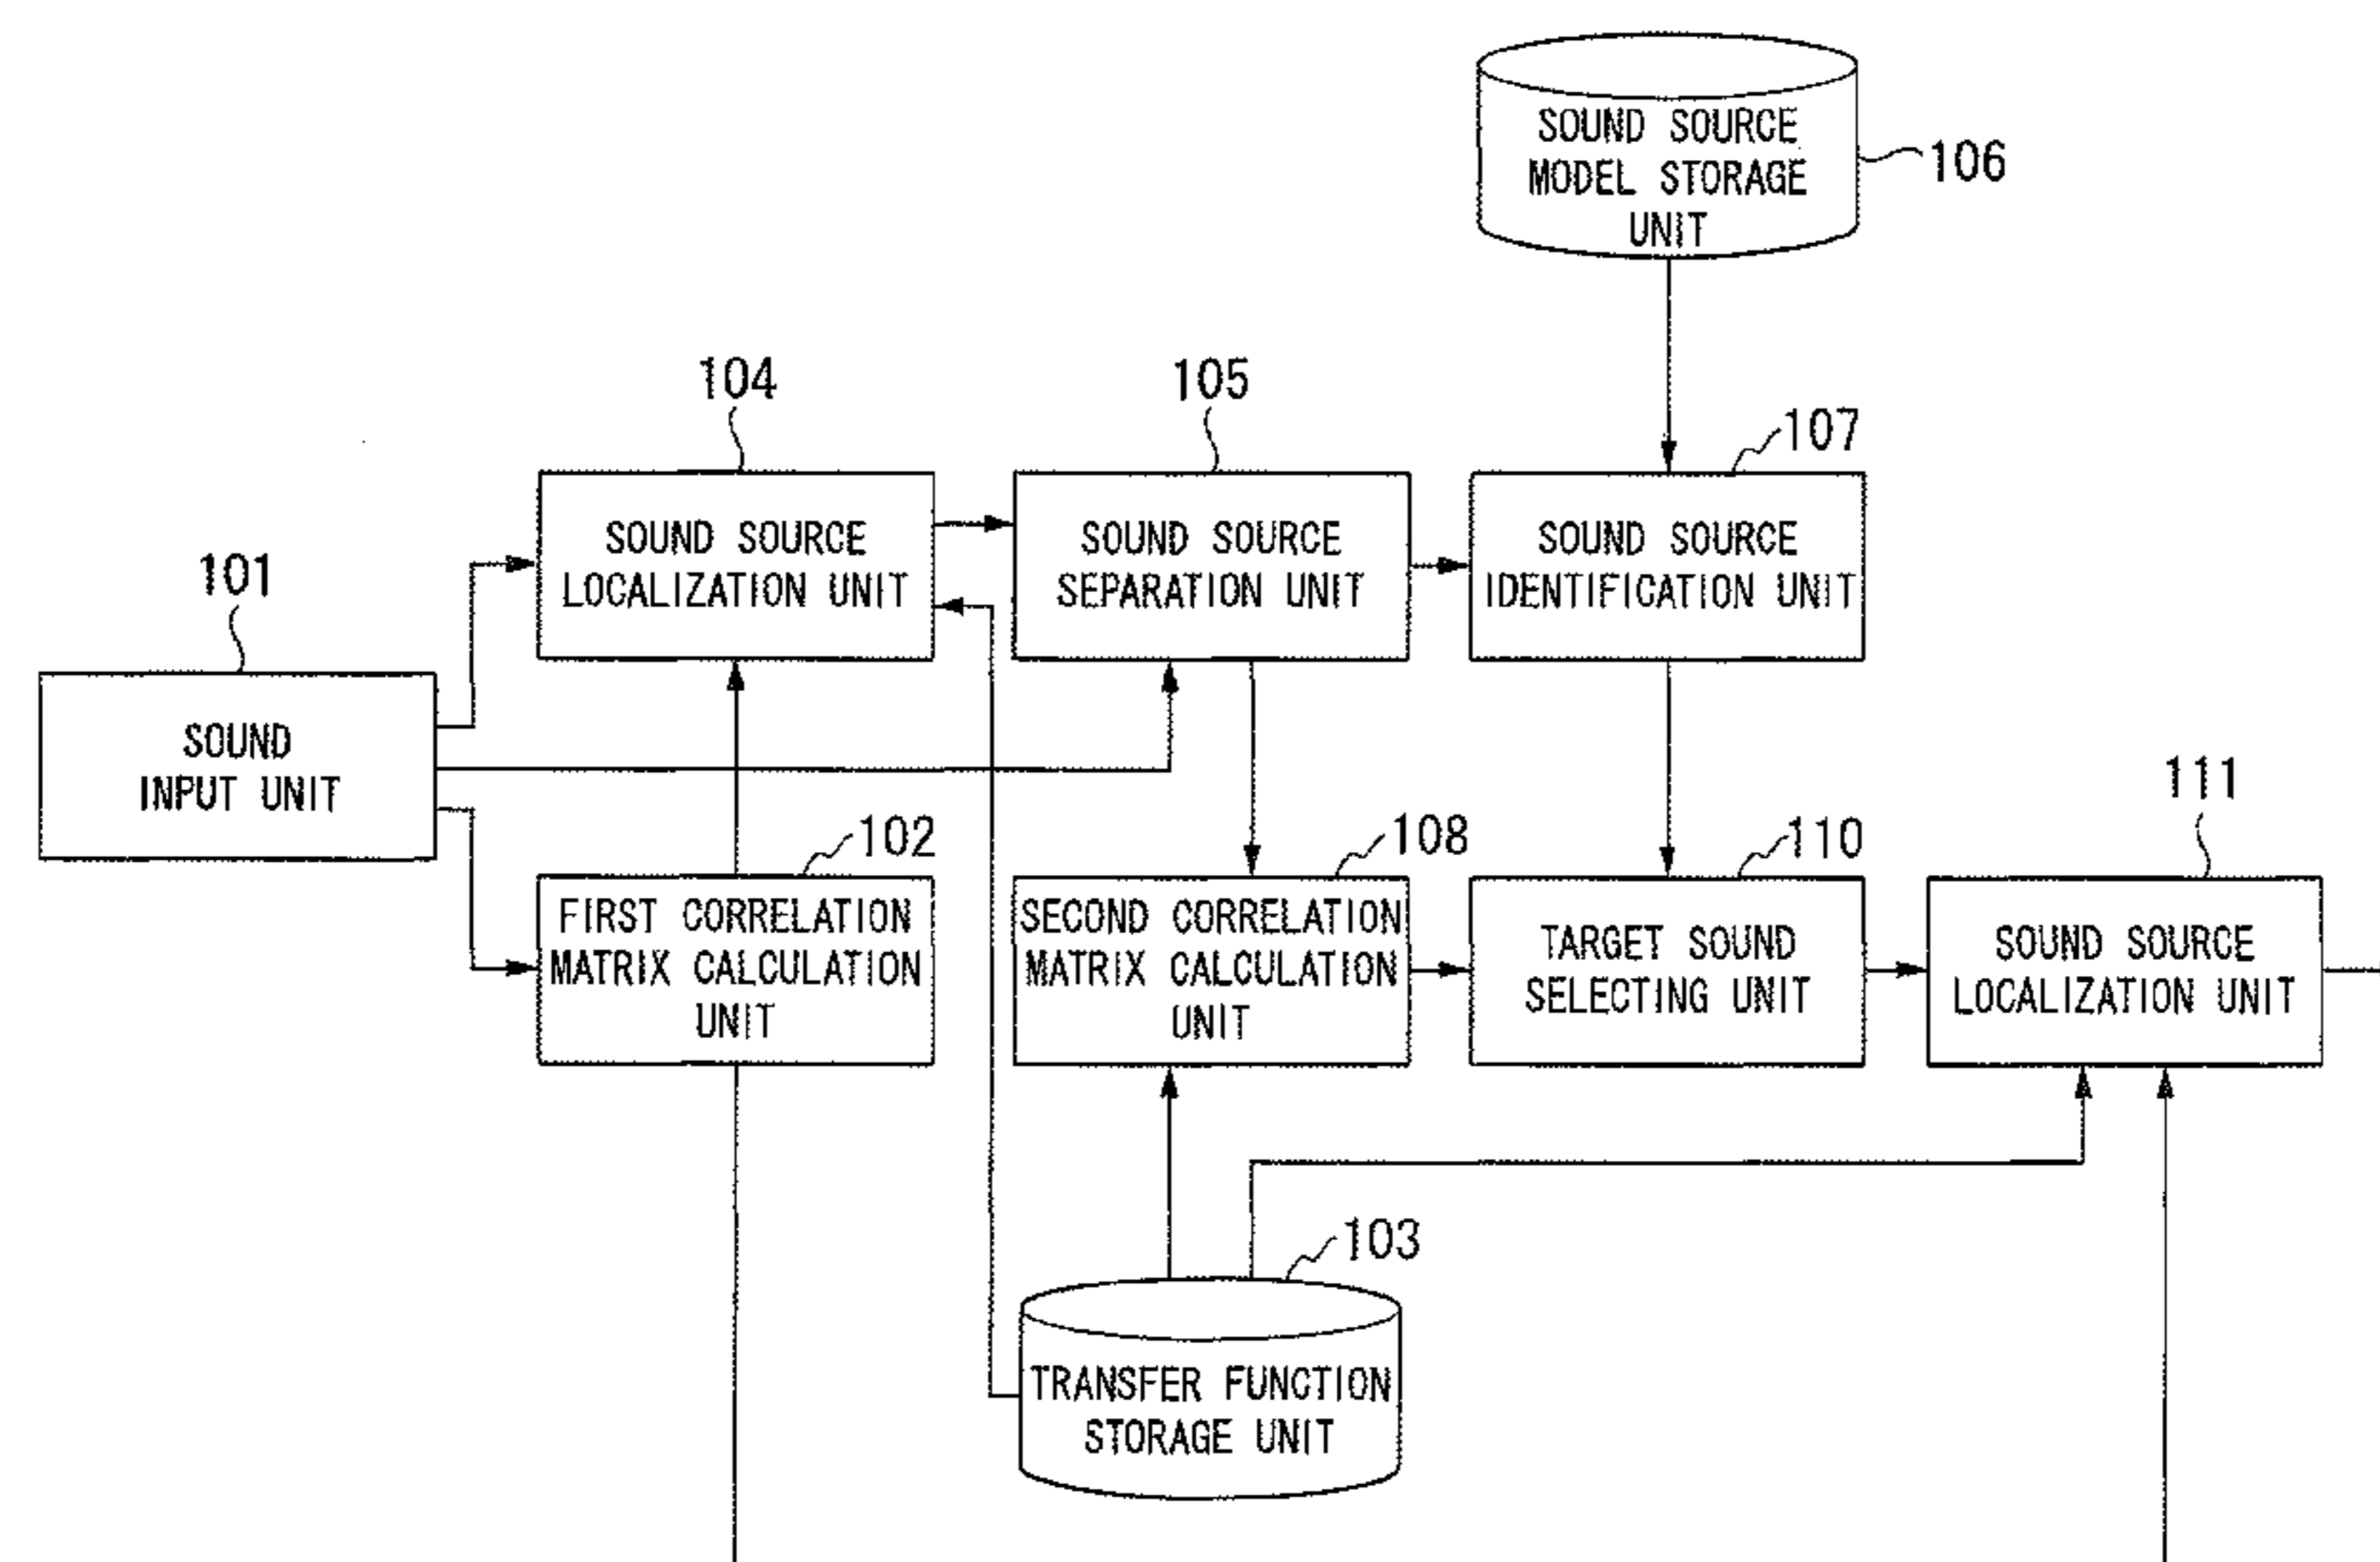 SOUND SOURCE
MODEL STORAGE
UNIT
106
104
105
107
SOUND SOURCE
LOCALIZATION UNIT
SOUND SOURCE
SEPARATION UNIT
SOUND SOURCE
IDENTIFICATION UNIT
101
SOUND
INPUT UNIT
102
108
110
111
FIRST CORRELATION
MATRIX CALCULATION
UNIT
SECOND CORRELATION
MATRIX CALCULATION
UNIT
TARGET SOUND
SELECTING UNIT
SOUND SOURCE
LOCALIZATION UNIT
103
TRANSFER FUNCTION
STORAGE UNIT